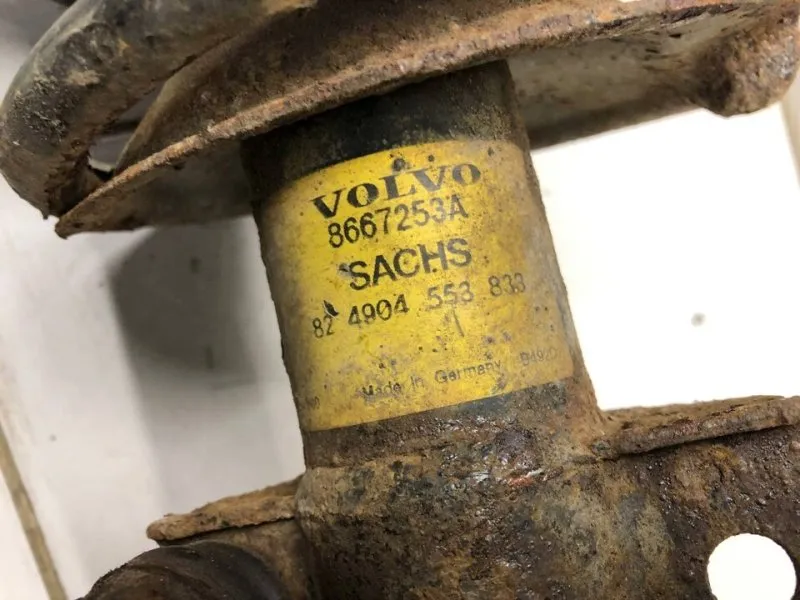 VOLVO
8667253A
SACHS
82 4904 553 833
Made in Germany